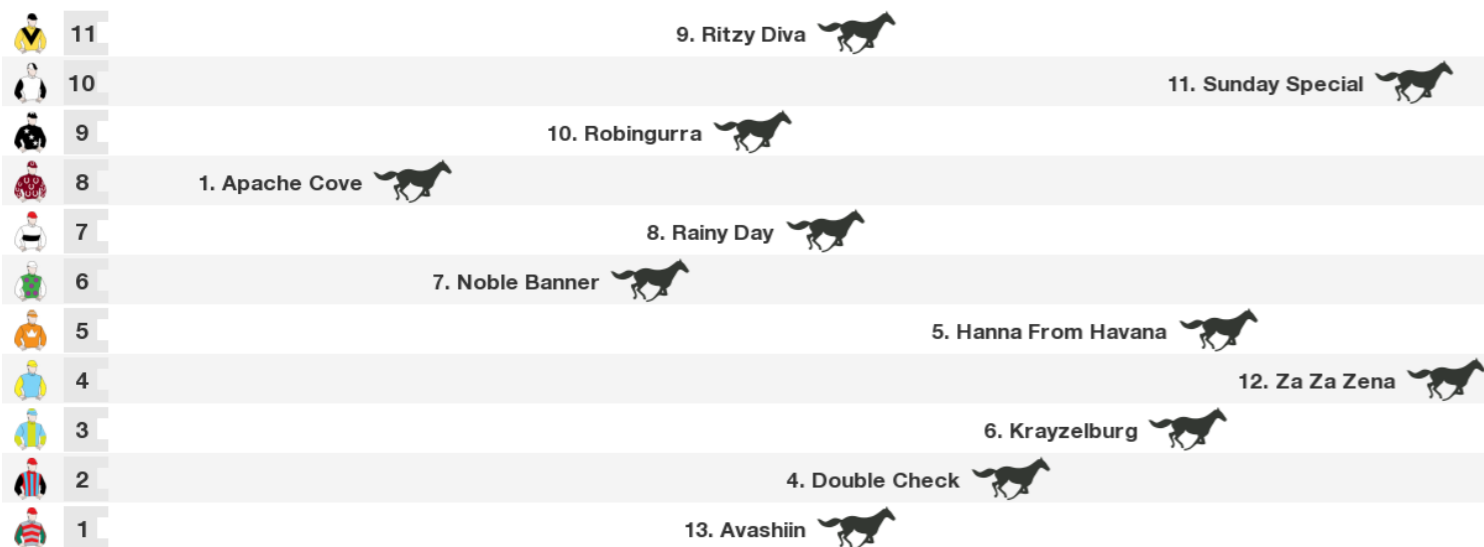 11 9. Ritzy Diva
10 11. Sunday Special
9 10. Robingurra
8 1. Apache Cove
7 8. Rainy Day
6 7. Noble Banner
5 5. Hanna From Havana
4 12. Za Za Zena
3 6. Krayzelburg
2 4. Double Check
1 13. Avashiin